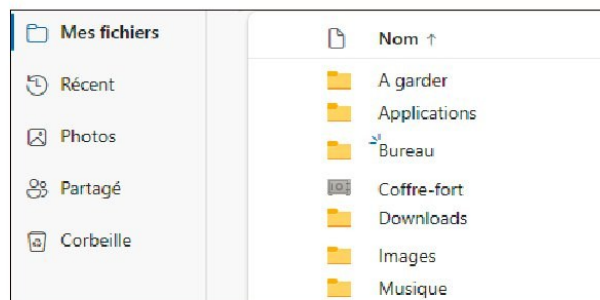 Mes fichiers
Récent
Photos
Partagé
Corbeille
Nom ↑
A garder
Applications
Bureau
Coffre-fort
Downloads
Images
Musique